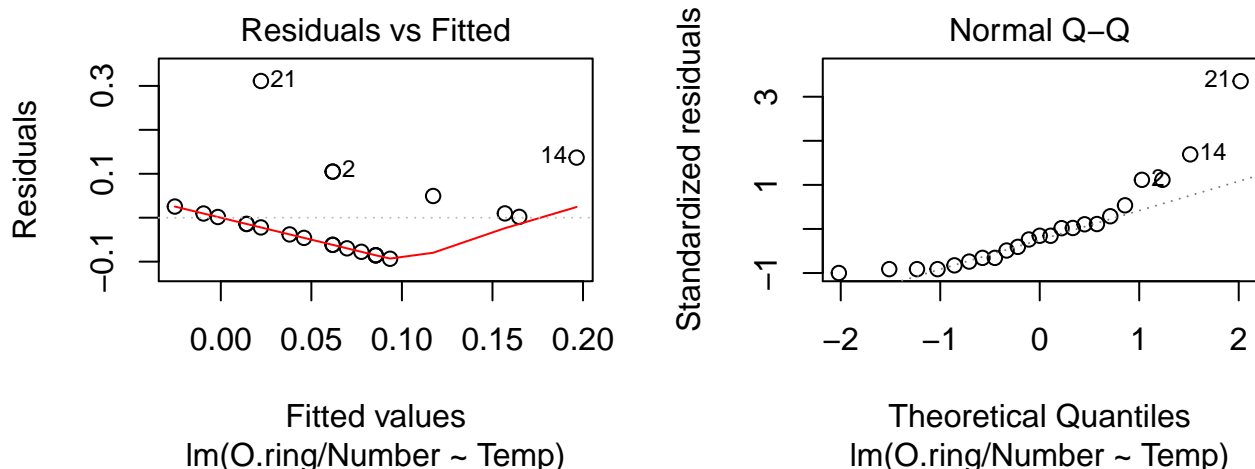 Residuals vs Fitted
Residuals
0.3
0.1
−0.1
21
2
14
0.00 0.05 0.10 0.15 0.20
Fitted values
lm(O.ring/Number ~ Temp)
Normal Q−Q
Standardized residuals
3
1
−1
21
14
2
−2 −1 0 1 2
Theoretical Quantiles
lm(O.ring/Number ~ Temp)